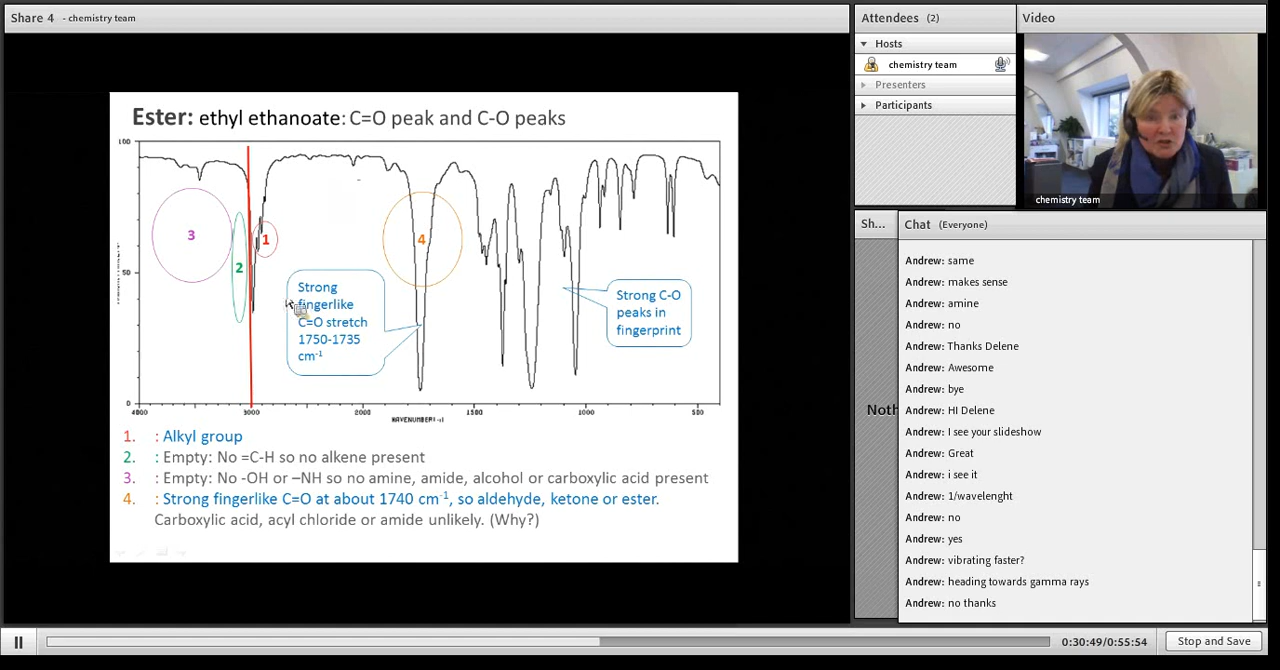 Share 4 - chemistry team
Ester: ethyl ethanoate: C=O peak and C-O peaks
100
50
0
3
2
1
4
Strong
fingerlike
C=O stretch
1750-1735
cm-1
Strong C-O
peaks in
fingerprint
4000 3000 2000 1500 1000 500
1. : Alkyl group
2. : Empty: No =C-H so no alkene present
3. : Empty: No -OH or –NH so no amine, amide, alcohol or carboxylic acid present
4. : Strong fingerlike C=O at about 1740 cm-1, so aldehyde, ketone or ester.
Carboxylic acid, acyl chloride or amide unlikely. (Why?)
Attendees (2)
Hosts
chemistry team
Presenters
Participants
Video
chemistry team
Sh...
Noth
Chat (Everyone)
Andrew: same
Andrew: makes sense
Andrew: amine
Andrew: no
Andrew: Thanks Delene
Andrew: Awesome
Andrew: bye
Andrew: HI Delene
Andrew: I see your slideshow
Andrew: Great
Andrew: i see it
Andrew: 1/wavelenght
Andrew: no
Andrew: yes
Andrew: vibrating faster?
Andrew: heading towards gamma rays
Andrew: no thanks
0:30:49/0:55:54
Stop and Save